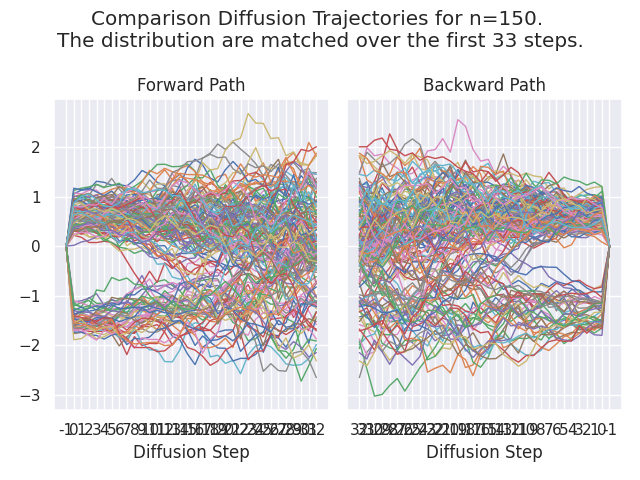 Comparison Diffusion Trajectories for n=150.
The distribution are matched over the first 33 steps.
Forward Path
Backward Path
2
1
0
−1
−2
−3
Diffusion Step
Diffusion Step